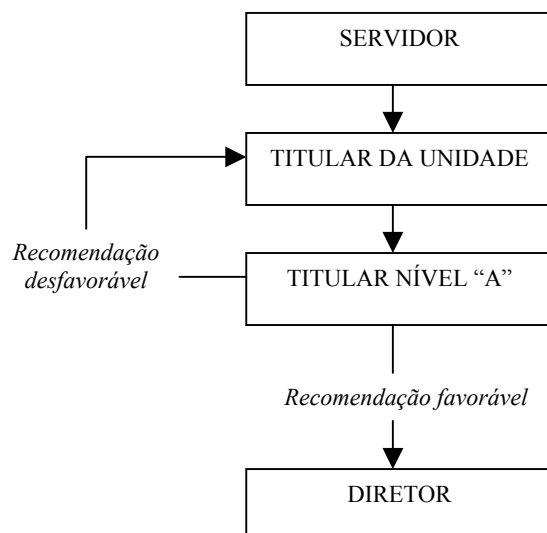 SERVIDOR
TITULAR DA UNIDADE
Recomendação
desfavorável
TITULAR NÍVEL “A”
Recomendação favorável
DIRETOR